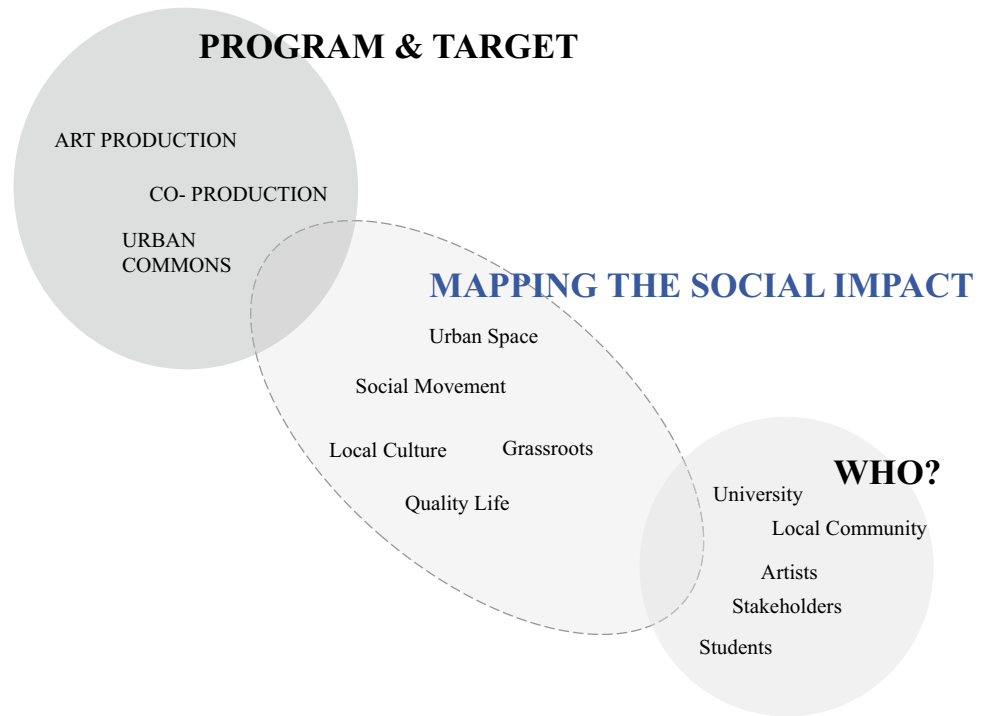 PROGRAM & TARGET
ART PRODUCTION
CO- PRODUCTION
URBAN
COMMONS
MAPPING THE SOCIAL IMPACT
Urban Space
Social Movement
Local Culture
Grassroots
Quality Life
WHO?
University
Local Community
Artists
Stakeholders
Students